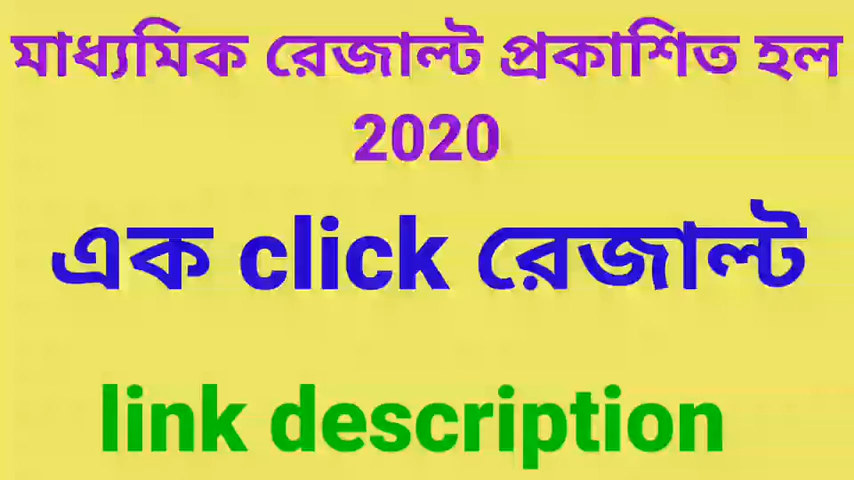 মাধ্যমিক রেজাল্ট প্রকাশিত হল
2020
এক click রেজাল্ট
link description